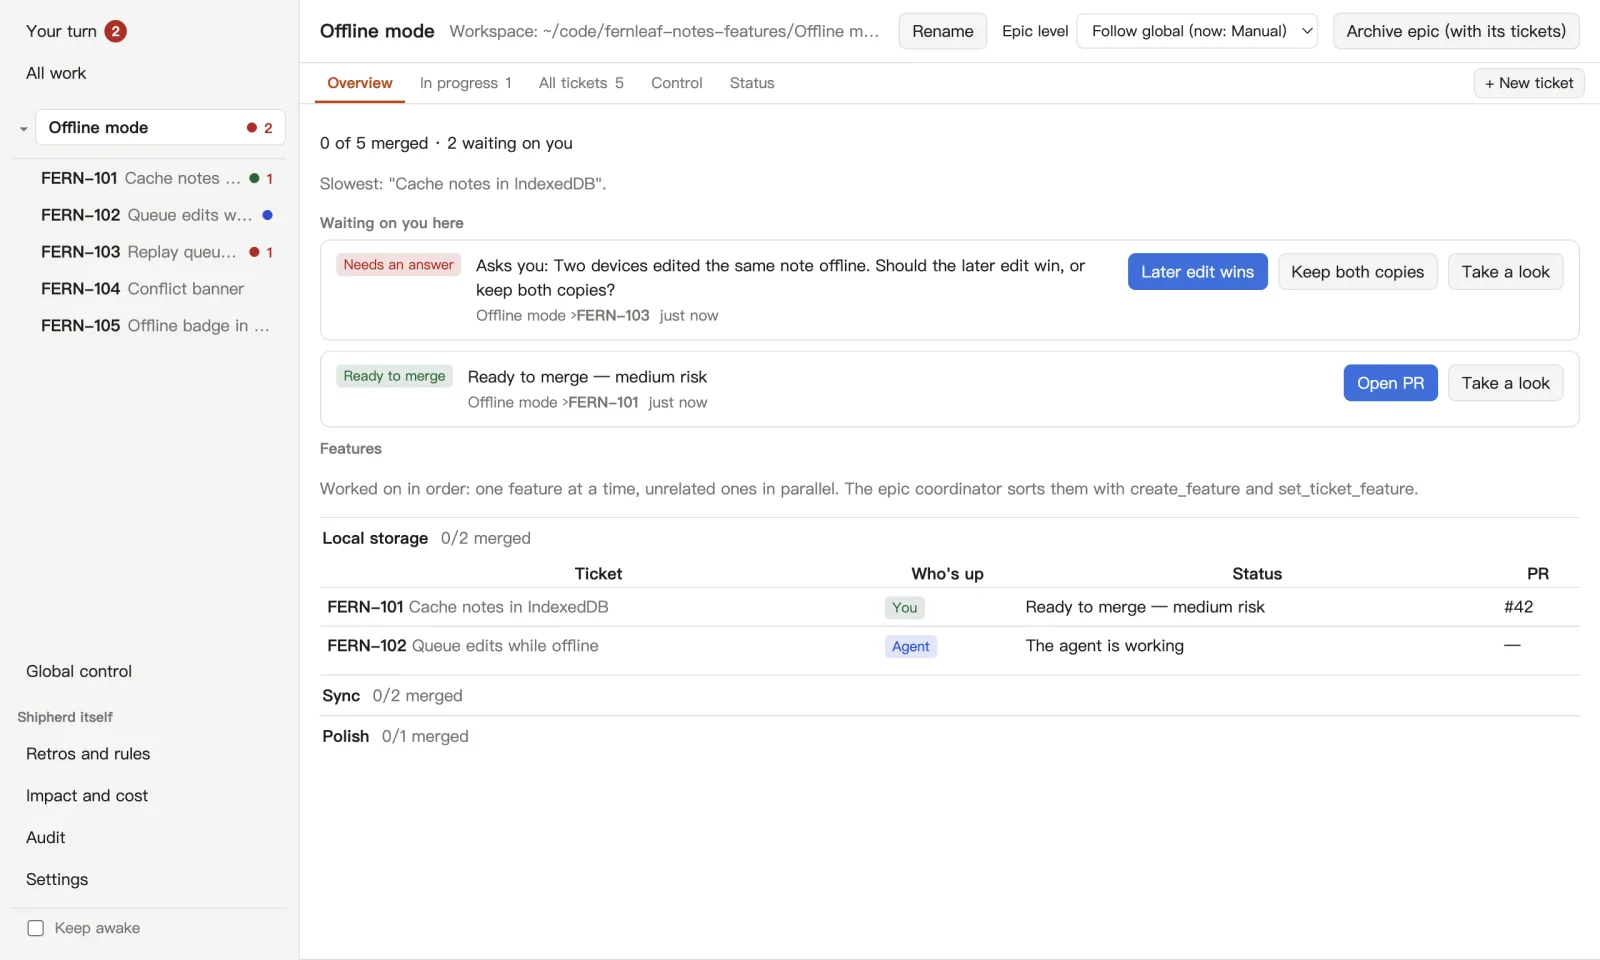 Your turn 2
All work
Offline mode 2
FERN-101 Cache notes ... 1
FERN-102 Queue edits w...
FERN-103 Replay queu... 1
FERN-104 Conflict banner
FERN-105 Offline badge in ...
Global control
Shipherd itself
Retros and rules
Impact and cost
Audit
Settings
Keep awake
Offline mode Workspace: ~/code/fernleaf-notes-features/Offline m... Rename Epic level Follow global (now: Manual) Archive epic (with its tickets)
Overview In progress 1 All tickets 5 Control Status + New ticket
0 of 5 merged · 2 waiting on you
Slowest: "Cache notes in IndexedDB".
Waiting on you here
Needs an answer Asks you: Two devices edited the same note offline. Should the later edit win, or Later edit wins Keep both copies Take a look
keep both copies?
Offline mode >FERN-103 just now
Ready to merge Ready to merge — medium risk Open PR Take a look
Offline mode >FERN-101 just now
Features
Worked on in order: one feature at a time, unrelated ones in parallel. The epic coordinator sorts them with create_feature and set_ticket_feature.
Local storage 0/2 merged
Ticket Who's up Status PR
FERN-101 Cache notes in IndexedDB You Ready to merge — medium risk #42
FERN-102 Queue edits while offline Agent The agent is working —
Sync 0/2 merged
Polish 0/1 merged